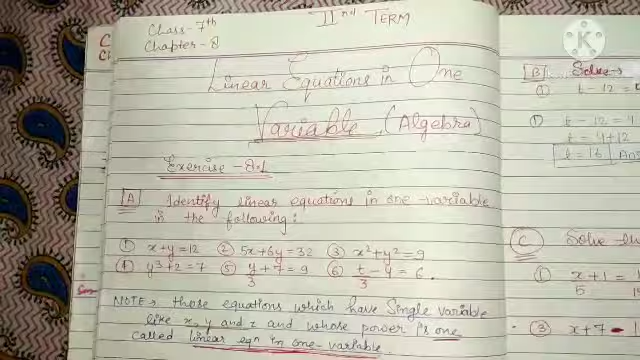 IInd TERM
Class-7th
Chapter-8
Linear Equations in One
Variable (Algebra)
Exercise-8.1
A Identify linear equations in one-variable
in the following:
① x+y=12 ② 5x+6y=32 ③ x²+y²=9
④ y³+2=7 ⑤ y/3+7=9 ⑥ t/3-4=6.
NOTE→ those equations which have Single variable
like x, y and z and whose power is one
called linear eqn in one variable.
B Solve
① t-12=
① t-12=4
t=4+12
t=16 Ans
C Solve
① x+1=1
5
③ x+7-
K